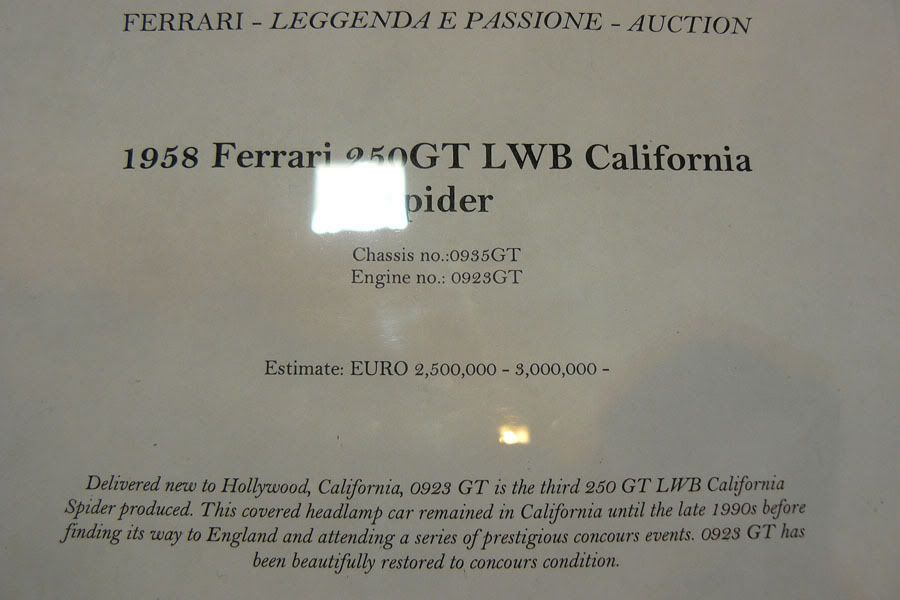 FERRARI - LEGGENDA E PASSIONE - AUCTION
1958 Ferrari 250GT LWB California
Spider
Chassis no.:0935GT
Engine no.: 0923GT
Estimate: EURO 2,500,000 - 3,000,000 -
Delivered new to Hollywood, California, 0923 GT is the third 250 GT LWB California
Spider produced. This covered headlamp car remained in California until the late 1990s before
finding its way to England and attending a series of prestigious concours events. 0923 GT has
been beautifully restored to concours condition.